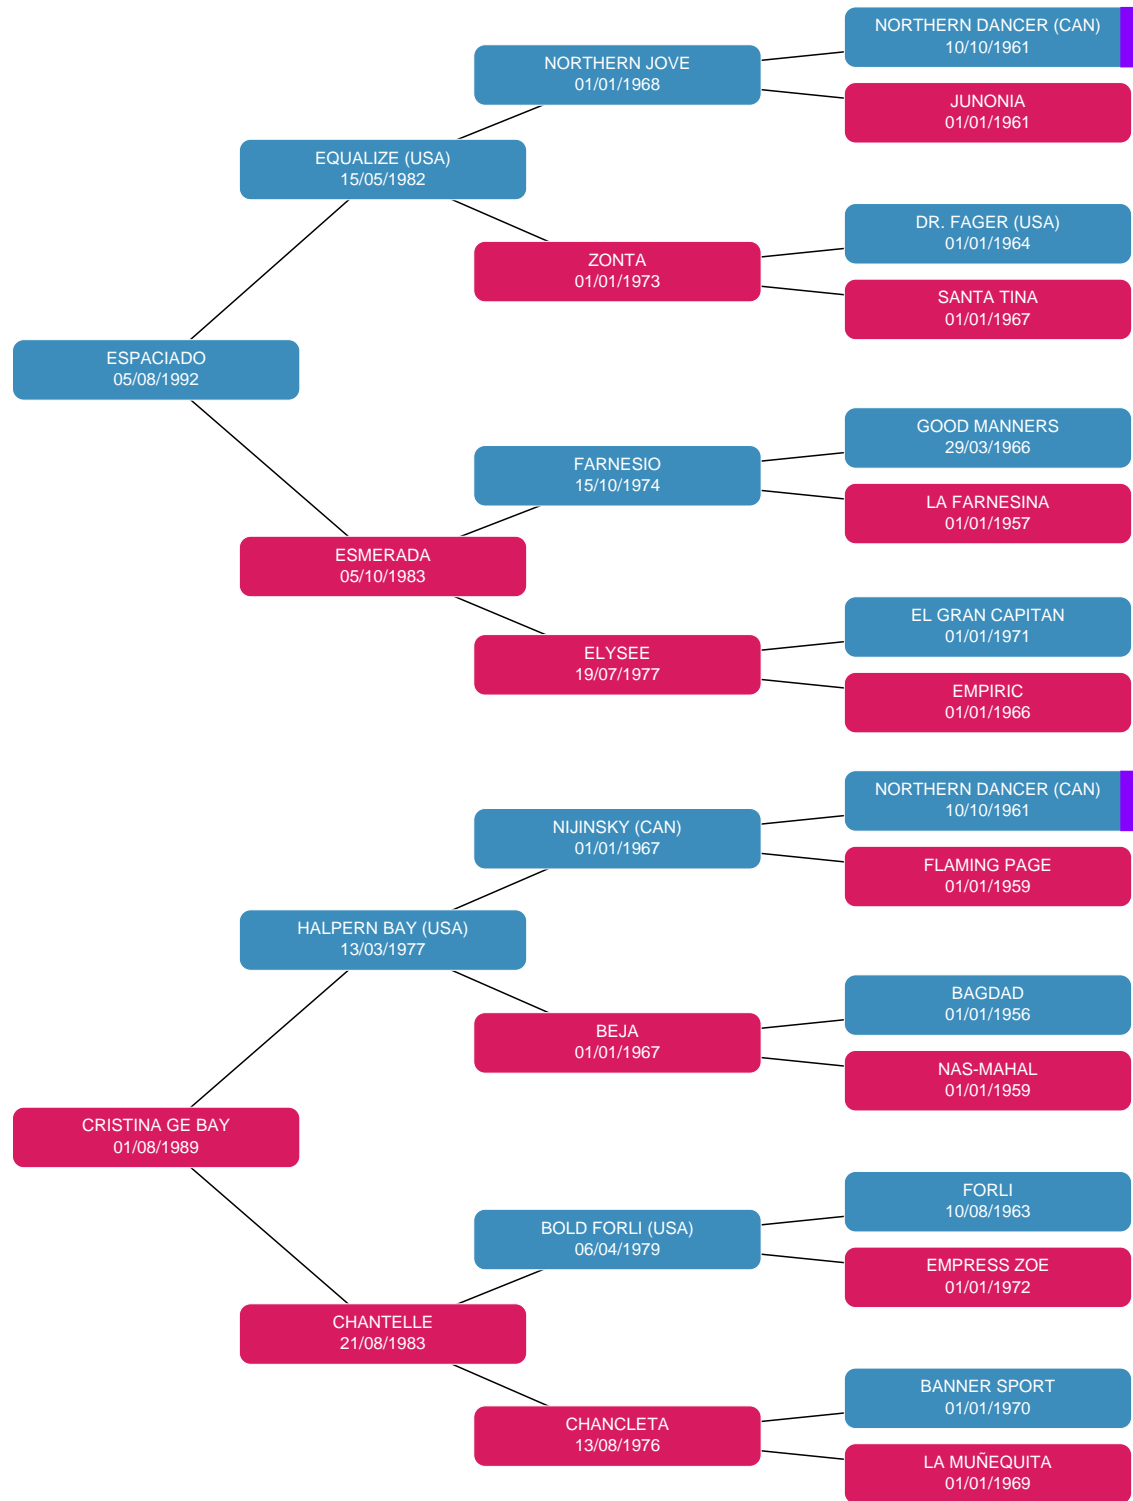 NORTHERN DANCER (CAN)
10/10/1961
NORTHERN JOVE
01/01/1968
JUNONIA
01/01/1961
EQUALIZE (USA)
15/05/1982
DR. FAGER (USA)
01/01/1964
ZONTA
01/01/1973
SANTA TINA
01/01/1967
ESPACIADO
05/08/1992
GOOD MANNERS
29/03/1966
FARNESIO
15/10/1974
LA FARNESINA
01/01/1957
ESMERADA
05/10/1983
EL GRAN CAPITAN
01/01/1971
ELYSEE
19/07/1977
EMPIRIC
01/01/1966
NORTHERN DANCER (CAN)
10/10/1961
NIJINSKY (CAN)
01/01/1967
FLAMING PAGE
01/01/1959
HALPERN BAY (USA)
13/03/1977
BAGDAD
01/01/1956
BEJA
01/01/1967
NAS-MAHAL
01/01/1959
CRISTINA GE BAY
01/08/1989
FORLI
10/08/1963
BOLD FORLI (USA)
06/04/1979
EMPRESS ZOE
01/01/1972
CHANTELLE
21/08/1983
BANNER SPORT
01/01/1970
CHANCLETA
13/08/1976
LA MUÑEQUITA
01/01/1969